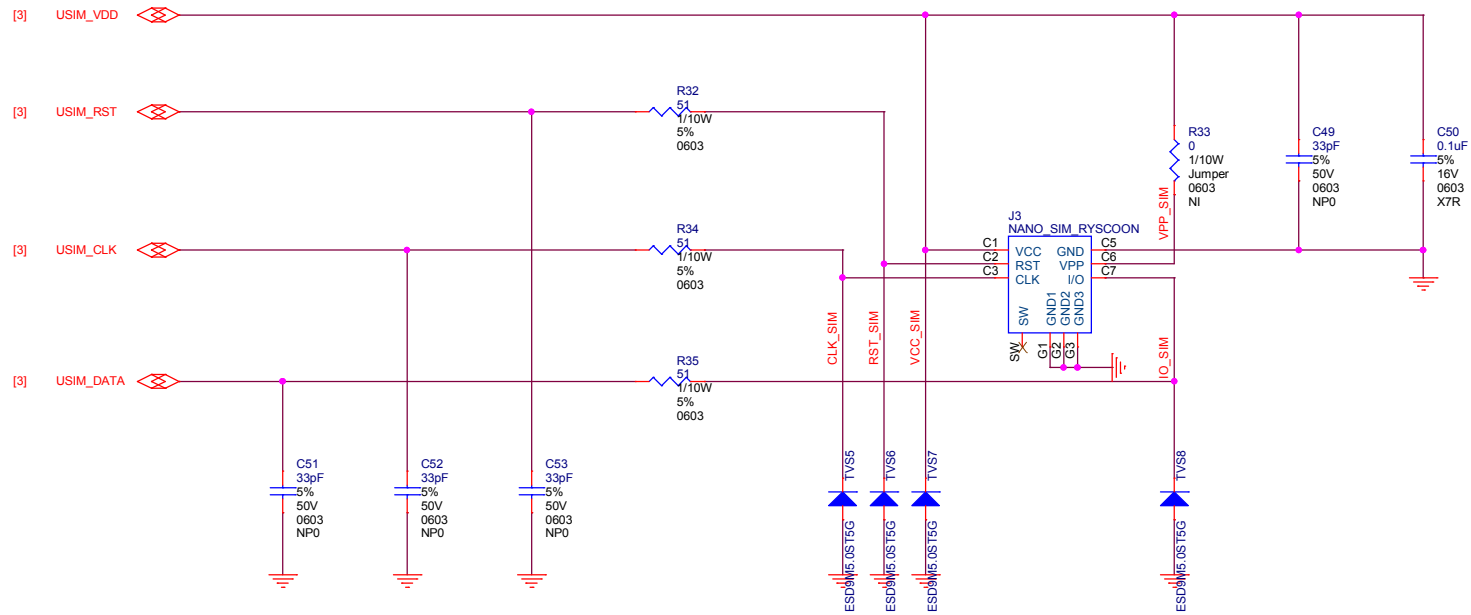 [3] USIM_VDD
[3] USIM_RST
R32
51
1/10W
5%
0603
R33
0
1/10W
Jumper
0603
NI
C49
33pF
5%
50V
0603
NP0
C50
0.1uF
5%
16V
0603
X7R
VPP_SIM
[3] USIM_CLK
R34
51
1/10W
5%
0603
J3
NANO_SIM_RYSCOON
C1 VCC GND C5
C2 RST VPP C6
C3 CLK I/O C7
SW
GND1
GND2
GND3
SW
G1
G2
G3
CLK_SIM
RST_SIM
VCC_SIM
IO_SIM
[3] USIM_DATA
R35
51
1/10W
5%
0603
C51
33pF
5%
50V
0603
NP0
C52
33pF
5%
50V
0603
NP0
C53
33pF
5%
50V
0603
NP0
TVS5
ESD9M5.0ST5G
TVS6
ESD9M5.0ST5G
TVS7
ESD9M5.0ST5G
TVS8
ESD9M5.0ST5G